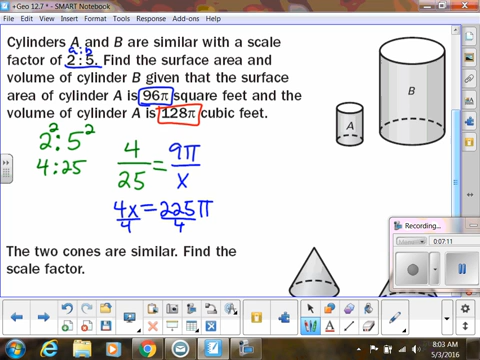 +Geo 12.7 * - SMART Notebook
File Edit View Insert Format Tools Add-ons Help
Cylinders A and B are similar with a scale
a:b
factor of 2:5. Find the surface area and
volume of cylinder B given that the surface
area of cylinder A is 96π square feet and the
volume of cylinder A is 128π cubic feet.
2² : 5²
4 : 25
4/25 = 9π/x
4x/4 = 225π/4
A
B
The two cones are similar. Find the
scale factor.
Recording...
00:07:11
8:03 AM
5/3/2016